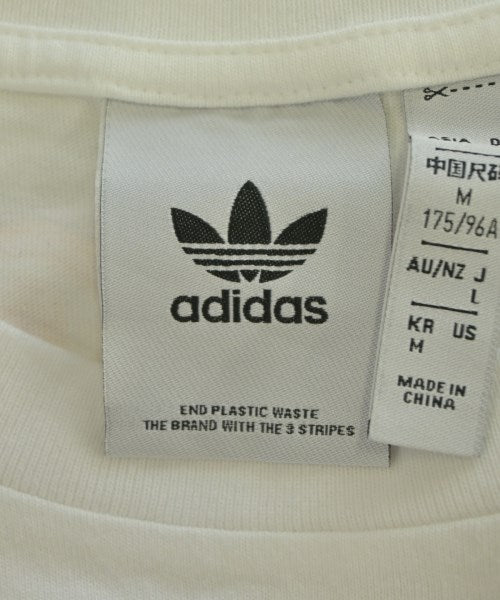 adidas
END PLASTIC WASTE
THE BRAND WITH THE 3 STRIPES
中国尺码
M
175/96A
AU/NZ J
L
KR US
M
MADE IN
CHINA